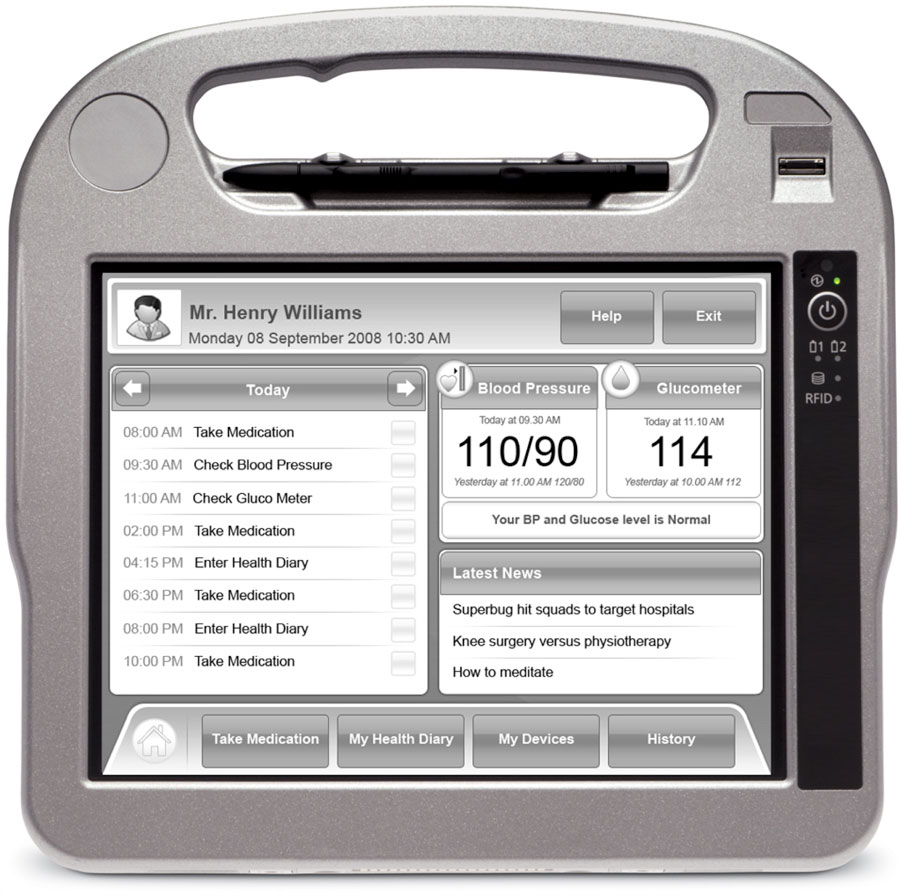 Mr. Henry Williams
Monday 08 September 2008 10:30 AM
Help
Exit
Today
08:00 AM Take Medication
09:30 AM Check Blood Pressure
11:00 AM Check Gluco Meter
02:00 PM Take Medication
04:15 PM Enter Health Diary
06:30 PM Take Medication
08:00 PM Enter Health Diary
10:00 PM Take Medication
Blood Pressure
Today at 09.30 AM
110/90
Yesterday at 11.00 AM 120/80
Glucometer
Today at 11.10 AM
114
Yesterday at 10.00 AM 112
Your BP and Glucose level is Normal
Latest News
Superbug hit squads to target hospitals
Knee surgery versus physiotherapy
How to meditate
Take Medication
My Health Diary
My Devices
History
1 2
RFID